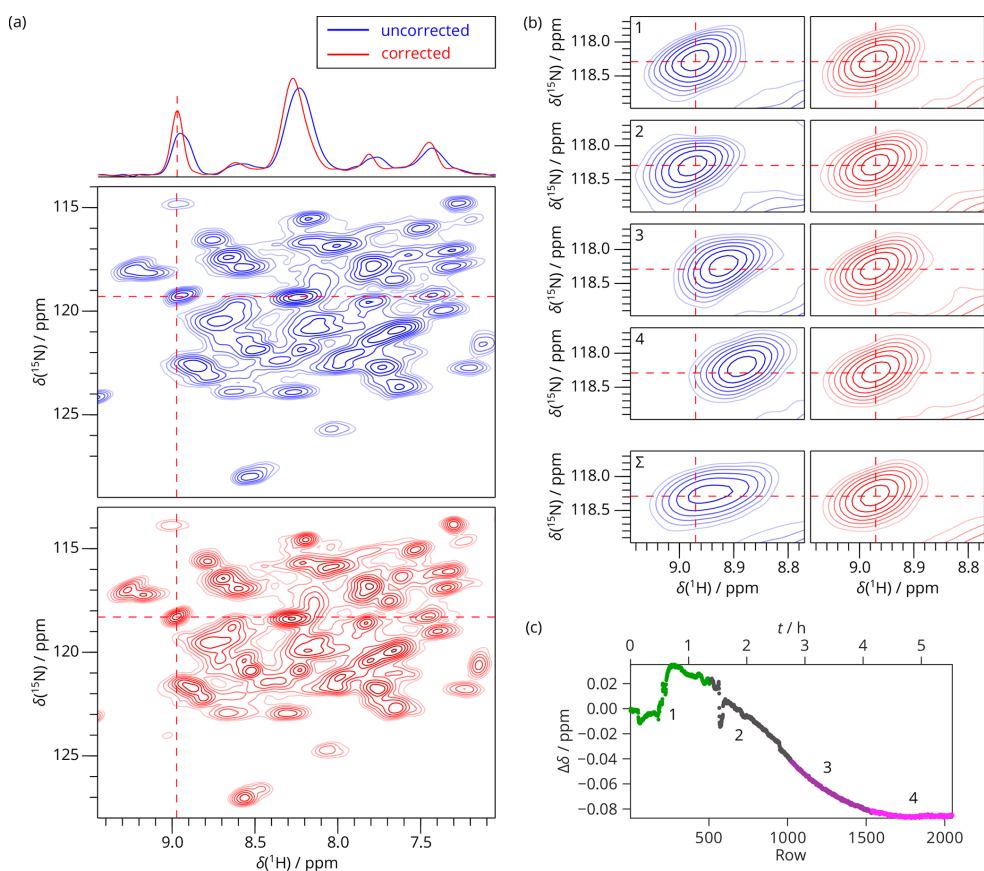 (a)
uncorrected
corrected
115
120
125
δ(¹⁵N) / ppm
115
120
125
δ(¹⁵N) / ppm
9.0 8.5 8.0 7.5
δ(¹H) / ppm
(b)
1
118.0
118.5
δ(¹⁵N) / ppm
2
118.0
118.5
δ(¹⁵N) / ppm
3
118.0
118.5
δ(¹⁵N) / ppm
4
118.0
118.5
δ(¹⁵N) / ppm
Σ
118.0
118.5
δ(¹⁵N) / ppm
9.0 8.9 8.8 9.0 8.9 8.8
δ(¹H) / ppm δ(¹H) / ppm
(c)
t / h
0 1 2 3 4 5
0.02
0.00
−0.02
−0.04
−0.06
−0.08
Δδ / ppm
1
2
3
4
500 1000 1500 2000
Row